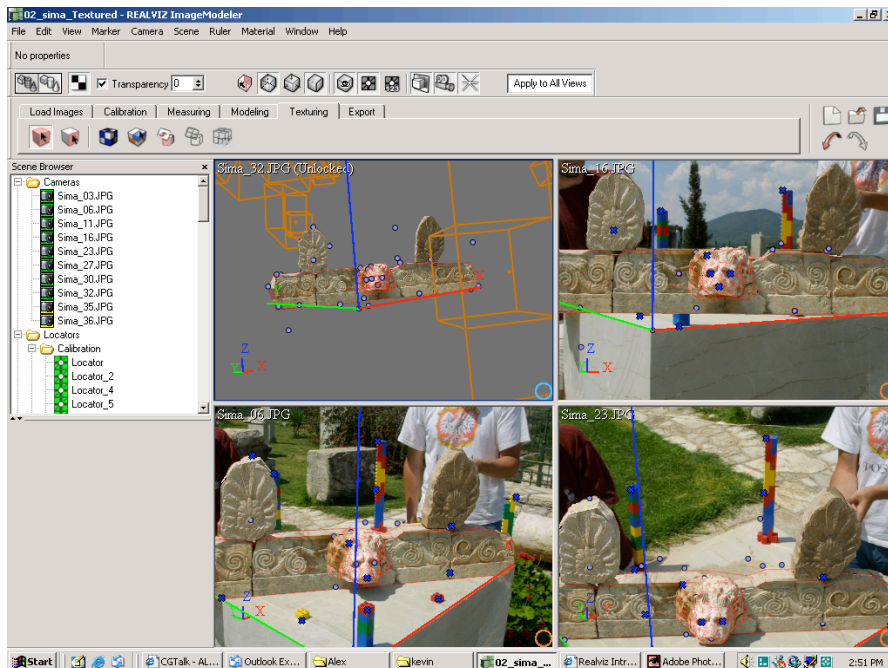 02_sima_Textured - REALVIZ ImageModeler
File Edit View Marker Camera Scene Ruler Material Window Help
No properties
Transparency 0 Apply to All Views
Load Images Calibration Measuring Modeling Texturing Export
Scene Browser
Cameras
Sima_03.JPG
Sima_06.JPG
Sima_11.JPG
Sima_16.JPG
Sima_23.JPG
Sima_27.JPG
Sima_30.JPG
Sima_32.JPG
Sima_35.JPG
Sima_36.JPG
Locators
Calibration
Locator
Locator_2
Locator_4
Locator_5
Sima_32.JPG (Unlocked)
X
Z
Y X
Sima_16.JPG
Z
X
Sima_06.JPG
Z
X
Sima_23.JPG
Z
Start CGTalk - AL... Outlook Ex... Alex kevin 02_sima_... Realviz Intr... Adobe Phot... 2:51 PM